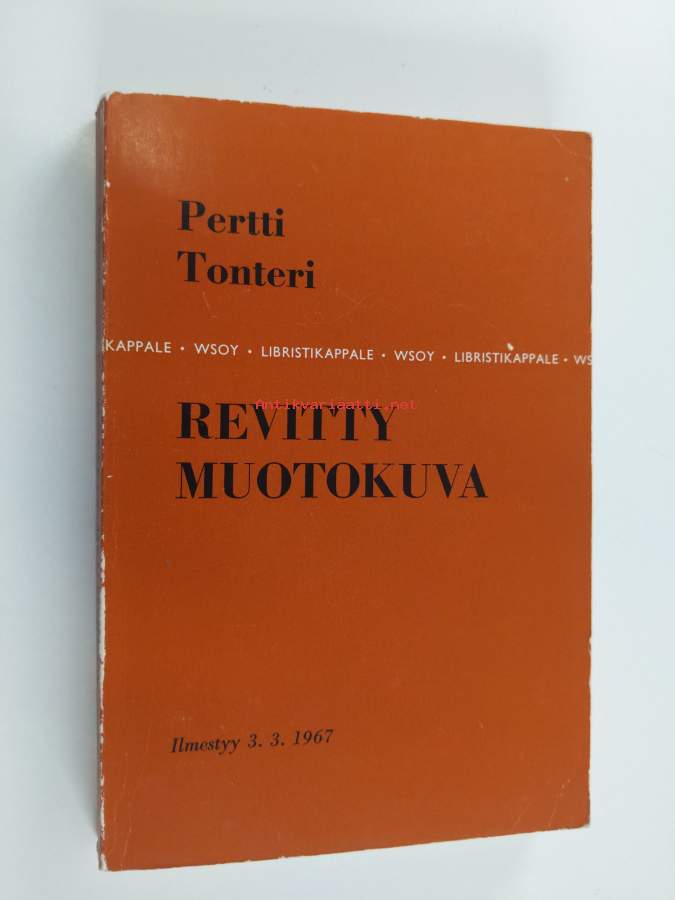 Pertti
Tonteri
KAPPALE • WSOY • LIBRISTIKAPPALE • WSOY • LIBRISTIKAPPALE • WS
Antikvariaatti.net
REVITTY
MUOTOKUVA
Ilmestyy 3. 3. 1967